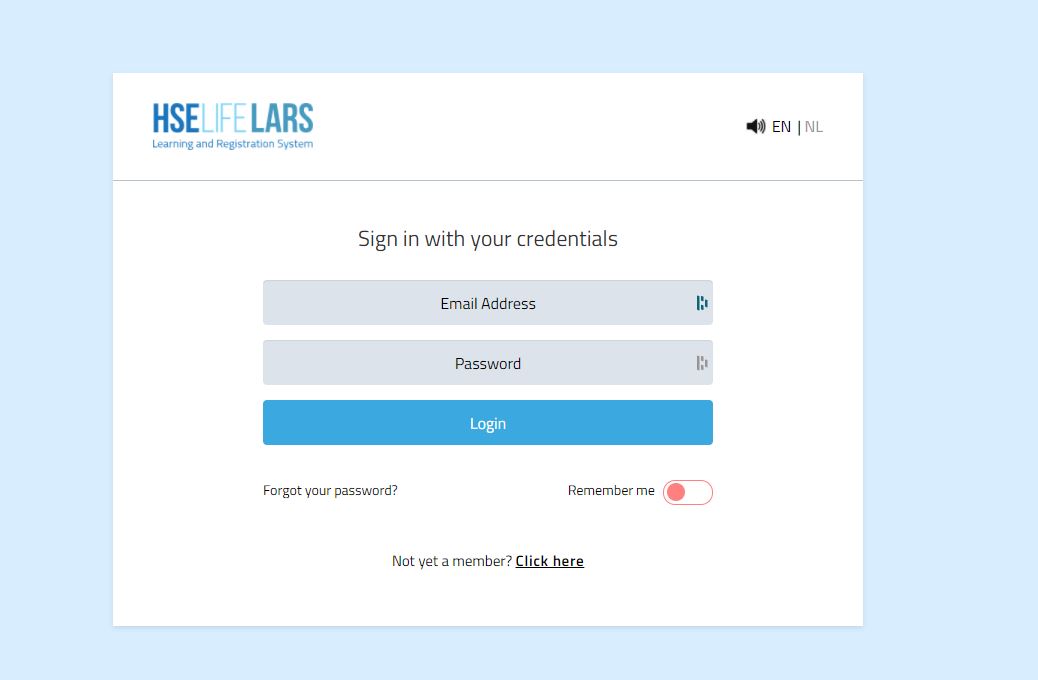 HSELIFELARS
Learning and Registration System
EN | NL
Sign in with your credentials
Email Address
Password
Login
Forgot your password?
Remember me
Not yet a member? Click here